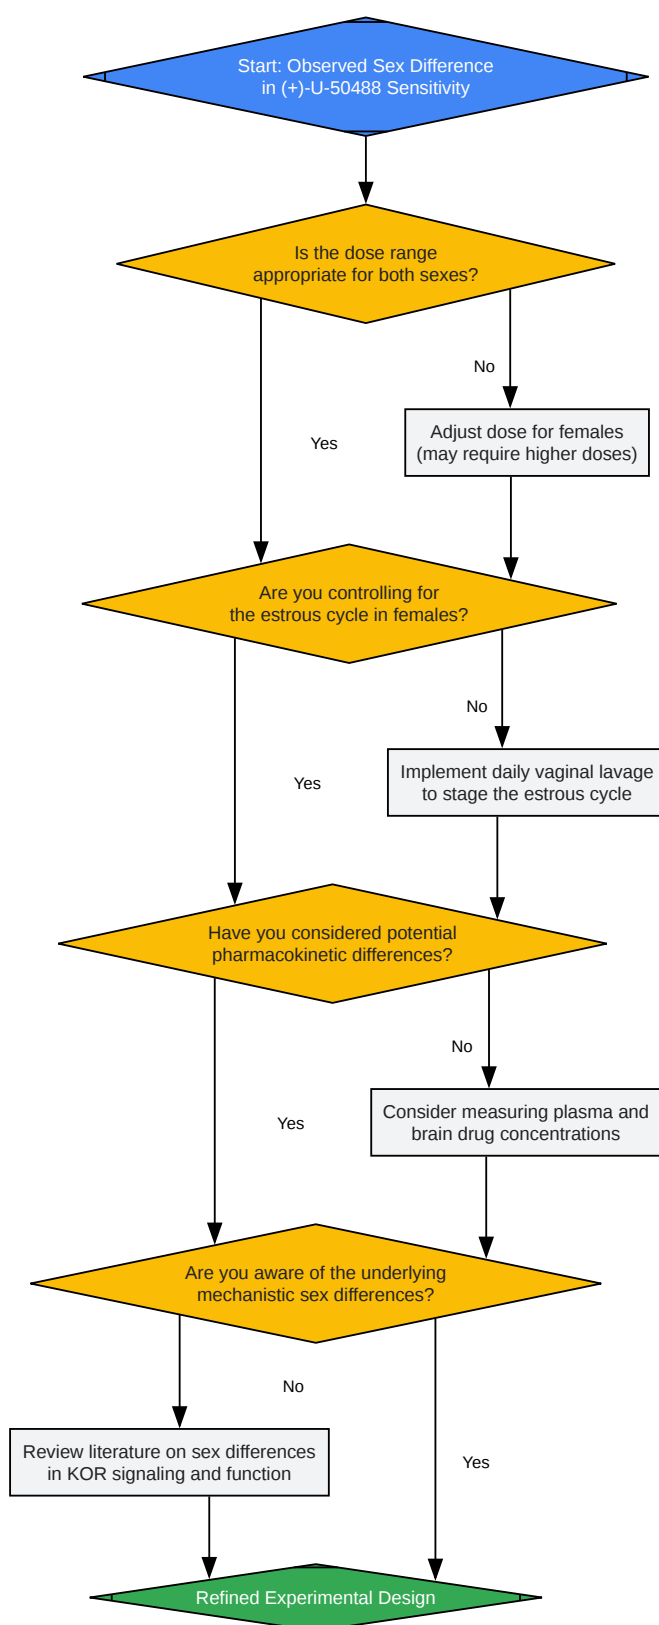 Start: Observed Sex Difference
in (+)-U-50488 Sensitivity
Is the dose range
appropriate for both sexes?
No
Yes
Adjust dose for females
(may require higher doses)
Are you controlling for
the estrous cycle in females?
No
Yes
Implement daily vaginal lavage
to stage the estrous cycle
Have you considered potential
pharmacokinetic differences?
No
Yes
Consider measuring plasma and
brain drug concentrations
Are you aware of the underlying
mechanistic sex differences?
No
Review literature on sex differences
in KOR signaling and function
Yes
Refined Experimental Design